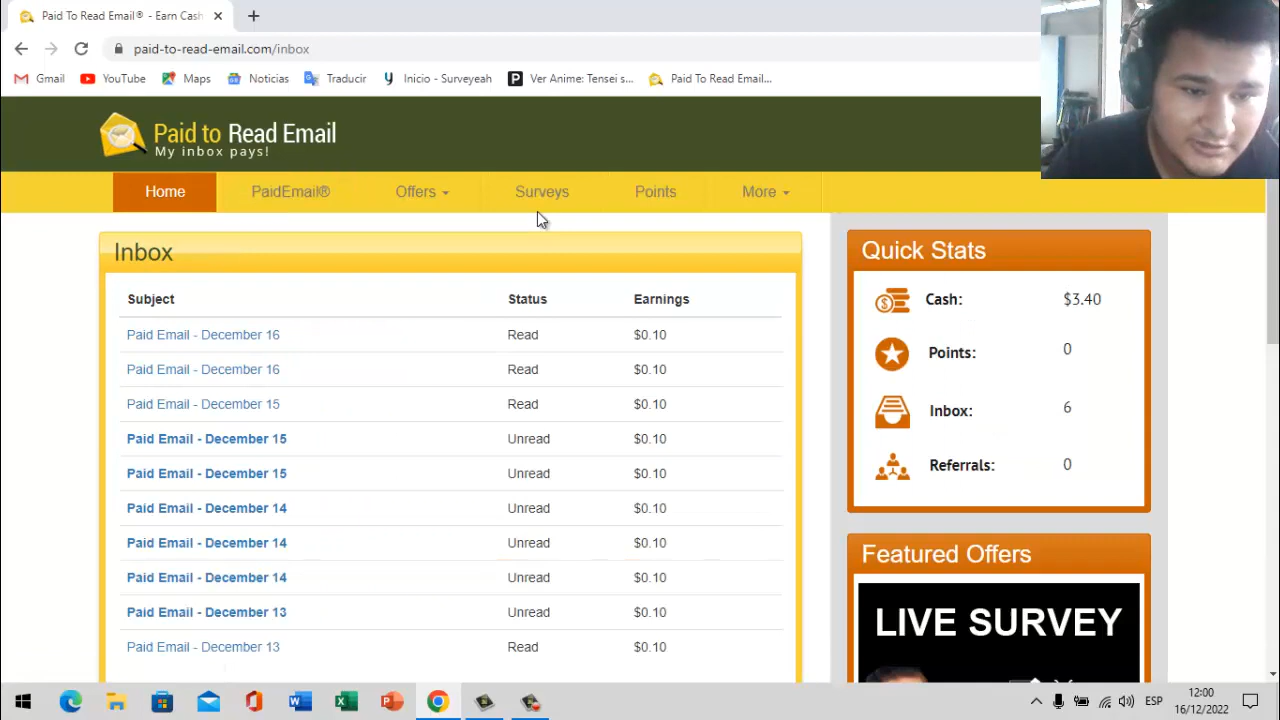 Paid To Read Email® - Earn Cash
paid-to-read-email.com/inbox
Gmail YouTube Maps Noticias Traducir Inicio - Surveyeah Ver Anime: Tensei s... Paid To Read Email...
Paid to Read Email
My inbox pays!
Home PaidEmail® Offers Surveys Points More
Inbox
Subject Status Earnings
Paid Email - December 16 Read $0.10
Paid Email - December 16 Read $0.10
Paid Email - December 15 Read $0.10
Paid Email - December 15 Unread $0.10
Paid Email - December 15 Unread $0.10
Paid Email - December 14 Unread $0.10
Paid Email - December 14 Unread $0.10
Paid Email - December 14 Unread $0.10
Paid Email - December 13 Unread $0.10
Paid Email - December 13 Read $0.10
Quick Stats
Cash: $3.40
Points: 0
Inbox: 6
Referrals: 0
Featured Offers
LIVE SURVEY
ESP
12:00
16/12/2022